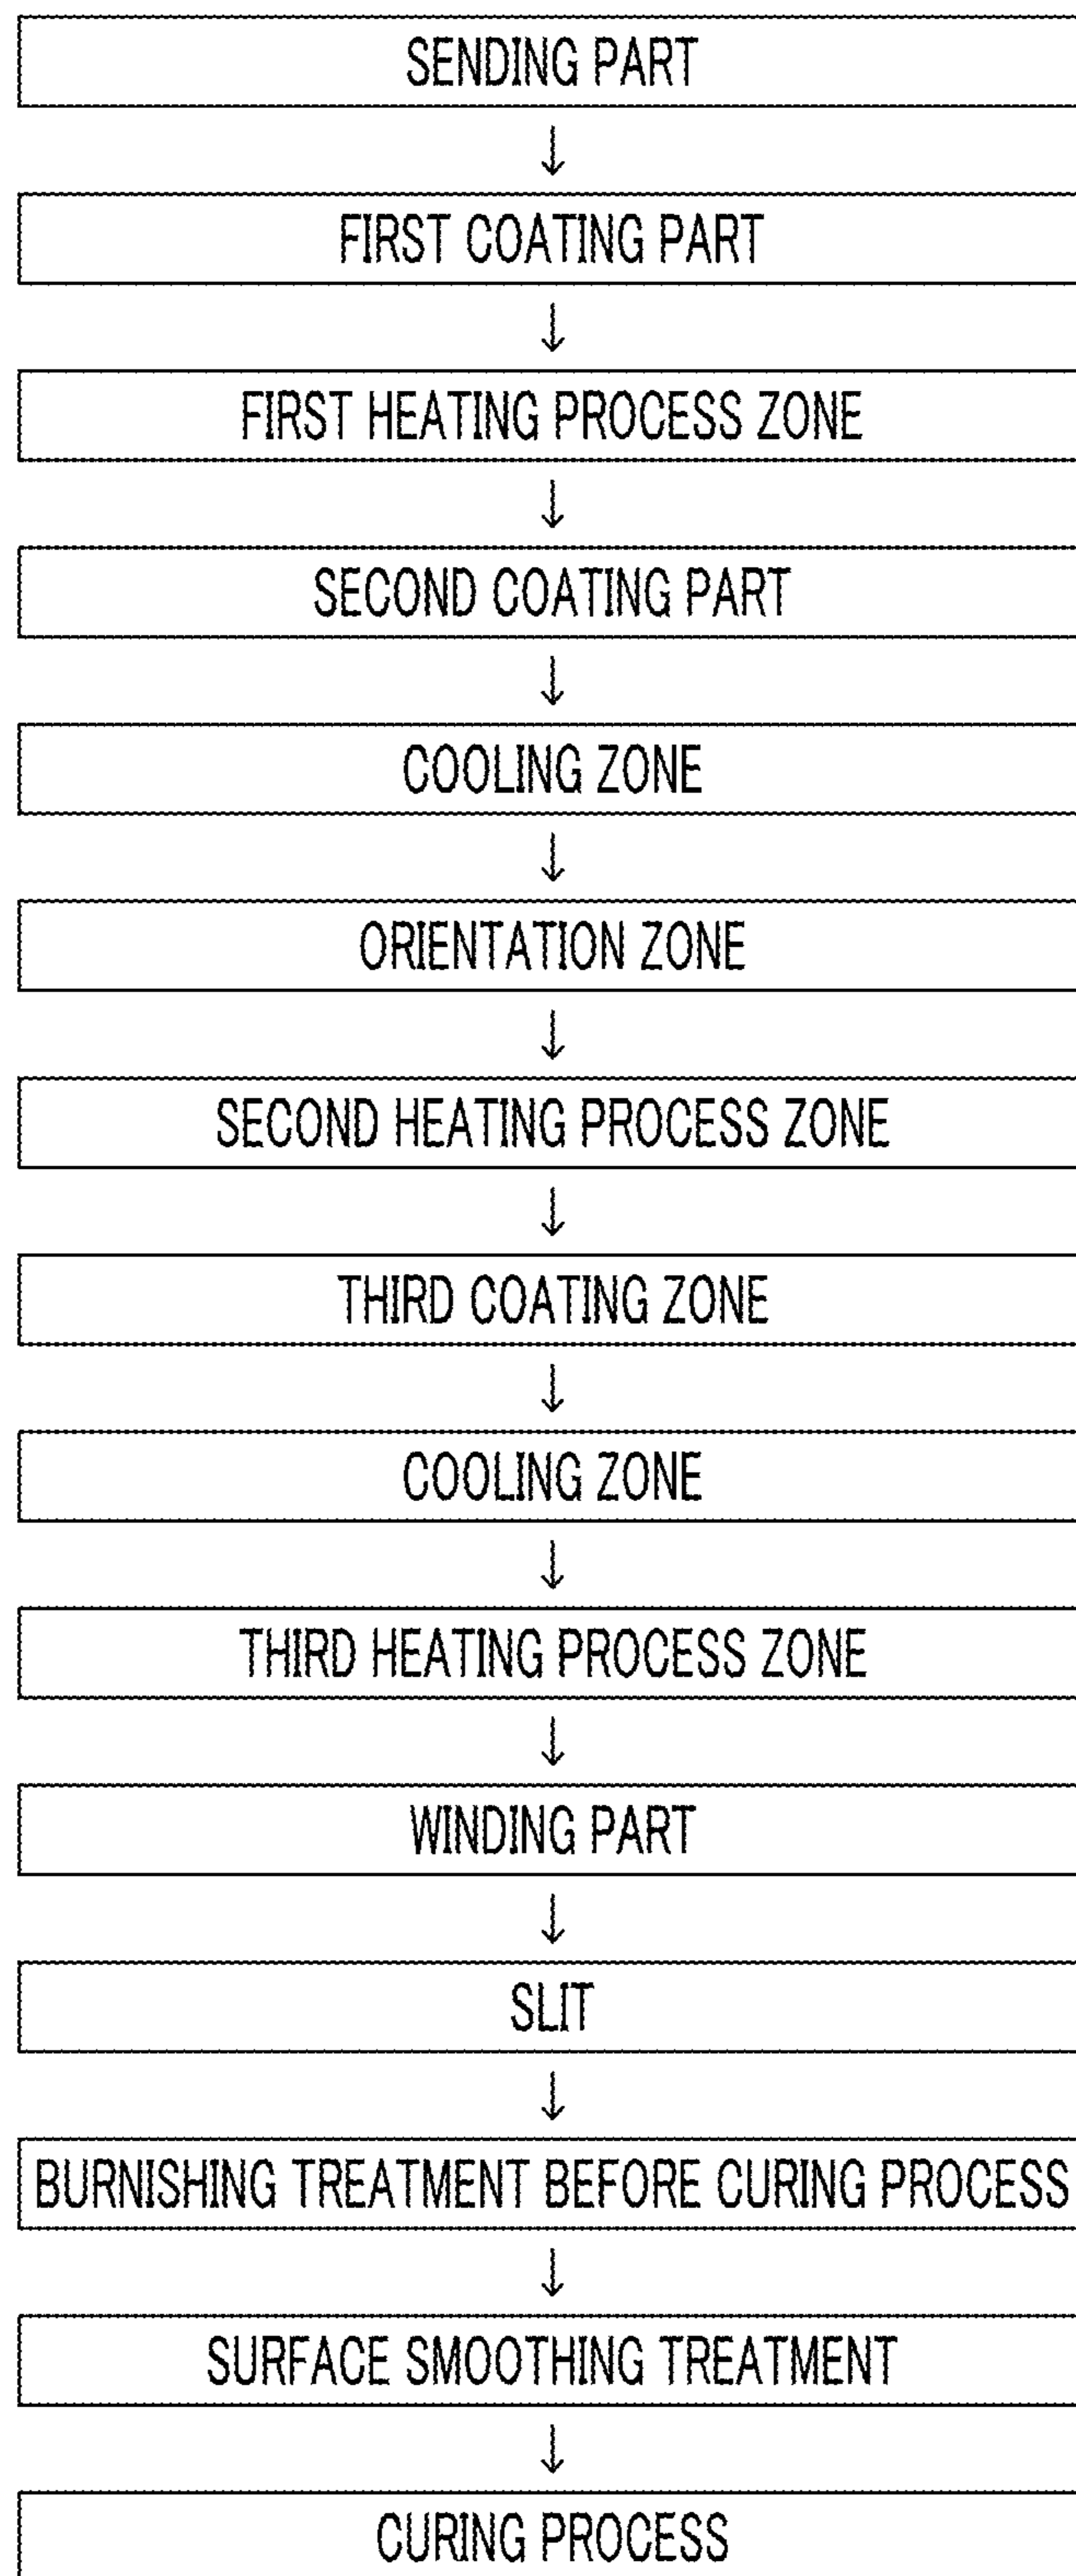 SENDING PART
↓
FIRST COATING PART
↓
FIRST HEATING PROCESS ZONE
↓
SECOND COATING PART
↓
COOLING ZONE
↓
ORIENTATION ZONE
↓
SECOND HEATING PROCESS ZONE
↓
THIRD COATING ZONE
↓
COOLING ZONE
↓
THIRD HEATING PROCESS ZONE
↓
WINDING PART
↓
SLIT
↓
BURNISHING TREATMENT BEFORE CURING PROCESS
↓
SURFACE SMOOTHING TREATMENT
↓
CURING PROCESS